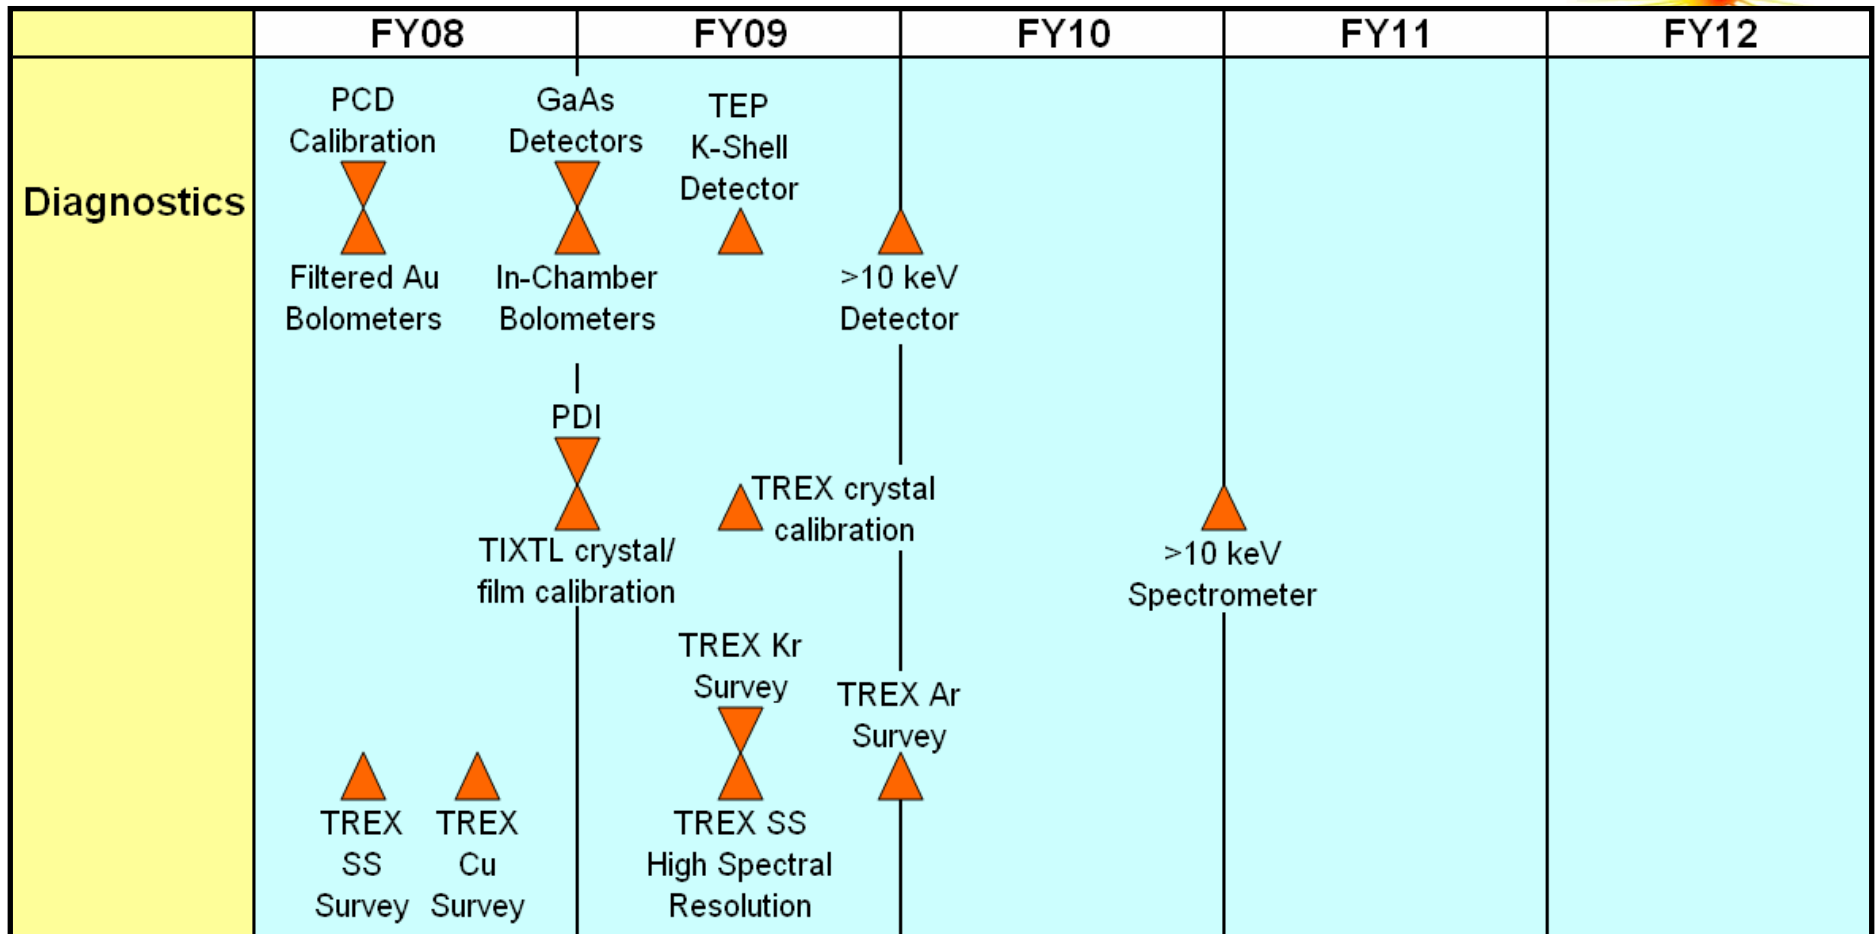 FY08
FY09
FY10
FY11
FY12
Diagnostics
PCD
Calibration
GaAs
Detectors
TEP
K-Shell
Detector
Filtered Au
Bolometers
In-Chamber
Bolometers
>10 keV
Detector
PDI
TIXTL crystal/
film calibration
TREX crystal
calibration
>10 keV
Spectrometer
TREX Kr
Survey
TREX Ar
Survey
TREX
SS
Survey
TREX
Cu
Survey
TREX SS
High Spectral
Resolution